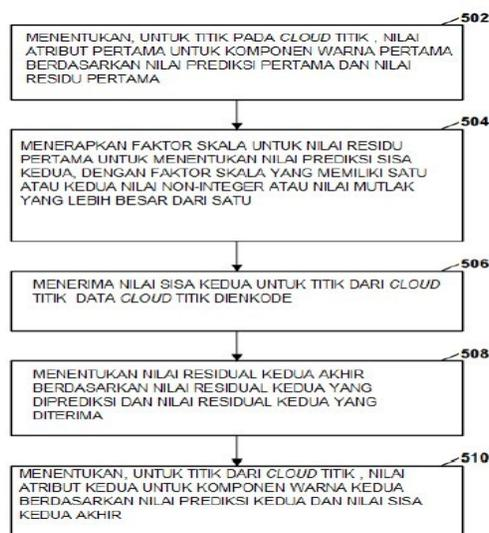 502
MENENTUKAN, UNTUK TITIK PADA CLOUD TITIK , NILAI
ATRIBUT PERTAMA UNTUK KOMPONEN WARNA PERTAMA
BERDASARKAN NILAI PREDIKSI PERTAMA DAN NILAI
RESIDU PERTAMA
504
MENERAPKAN FAKTOR SKALA UNTUK NILAI RESIDU
PERTAMA UNTUK MENENTUKAN NILAI PREDIKSI SISA
KEDUA, DENGAN FAKTOR SKALA YANG MEMILIKI SATU
ATAU KEDUA NILAI NON-INTEGER ATAU NILAI MUTLAK
YANG LEBIH BESAR DARI SATU
506
MENERIMA NILAI SISA KEDUA UNTUK TITIK DARI CLOUD
TITIK DATA CLOUD TITIK DIENKODE
508
MENENTUKAN NILAI RESIDUAL KEDUA AKHIR
BERDASARKAN NILAI RESIDUAL KEDUA YANG
DIPREDIKSI DAN NILAI RESIDUAL KEDUA YANG
DITERIMA
510
MENENTUKAN, UNTUK TITIK DARI CLOUD TITIK , NILAI
ATRIBUT KEDUA UNTUK KOMPONEN WARNA KEDUA
BERDASARKAN NILAI PREDIKSI KEDUA DAN NILAI SISA
KEDUA AKHIR